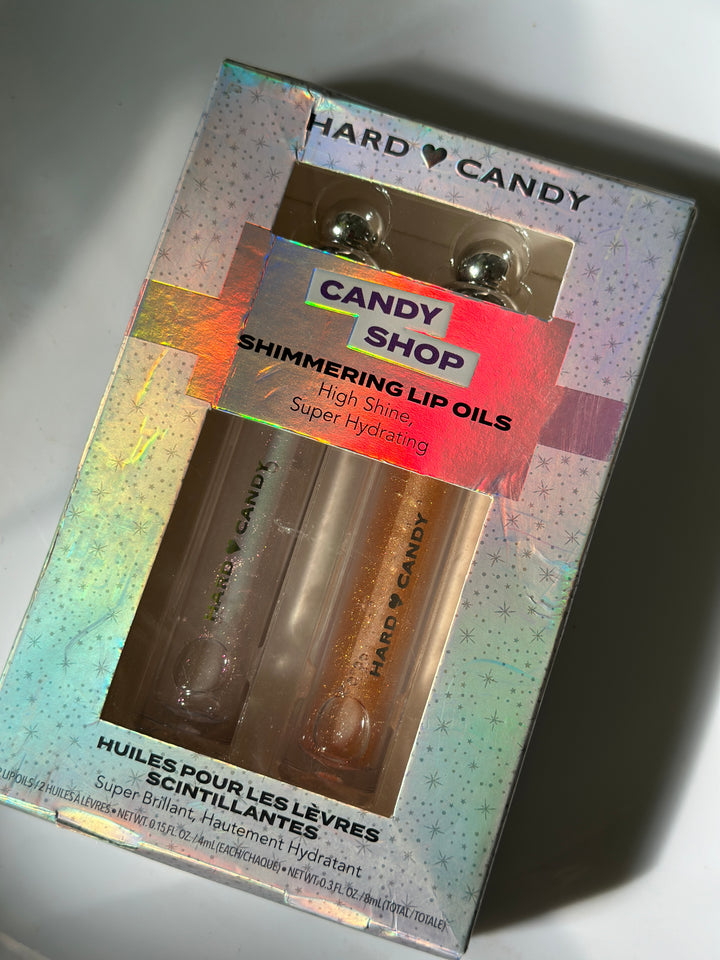 HARD ♥ CANDY
CANDY
SHOP
SHIMMERING LIP OILS
High Shine,
Super Hydrating
HARD ♥ CANDY
HARD ♥ CANDY
HUILES POUR LES LÈVRES
SCINTILLANTES
Super Brillant, Hautement Hydratant
LIP OILS / 2 HUILES À LÈVRES • NET WT. 0.15 FL. OZ. / 4mL (EACH/CHAQUE) • NET WT. 0.3 FL. OZ. / 8mL (TOTAL/TOTALE)